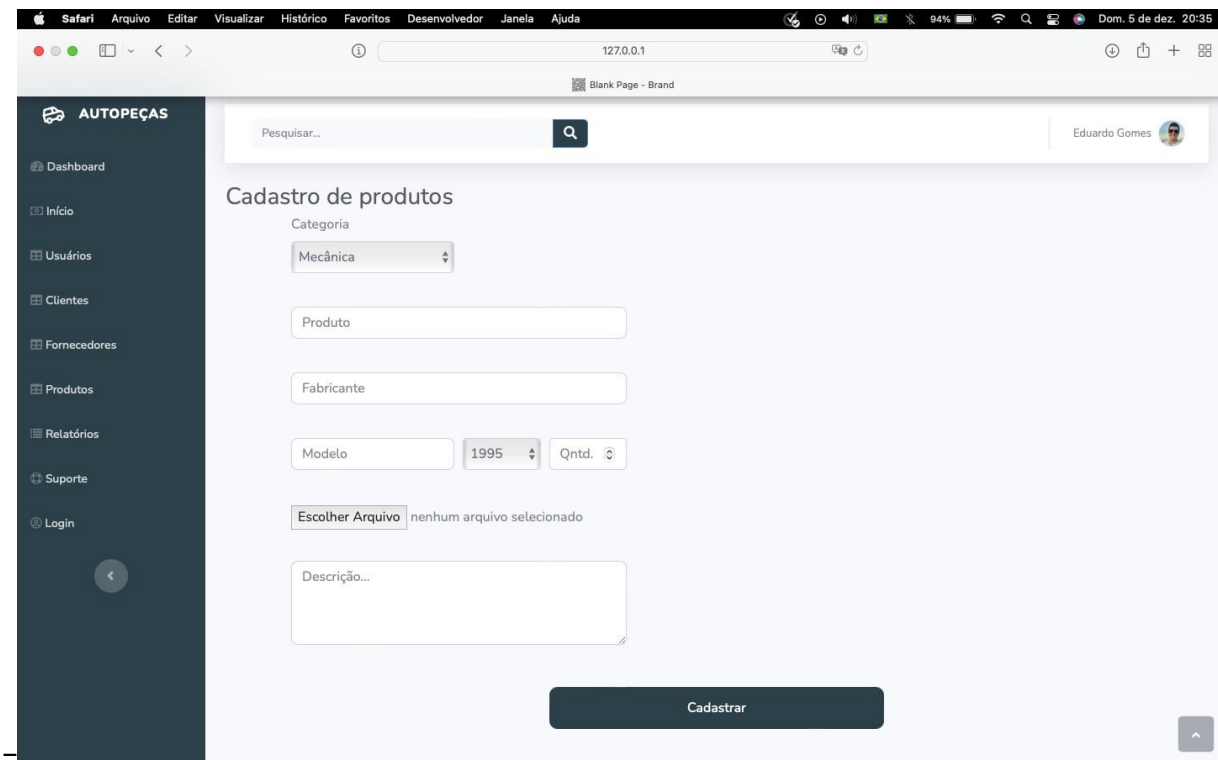 Safari Arquivo Editar Visualizar Histórico Favoritos Desenvolvedor Janela Ajuda 94% Dom. 5 de dez. 20:35
127.0.0.1
Blank Page - Brand
AUTOPEÇAS
Pesquisar...
Eduardo Gomes
Dashboard
Início
Usuários
Clientes
Fornecedores
Produtos
Relatórios
Suporte
Login
Cadastro de produtos
Categoria
Mecânica
Produto
Fabricante
Modelo 1995 Qntd.
Escolher Arquivo nenhum arquivo selecionado
Descrição...
Cadastrar